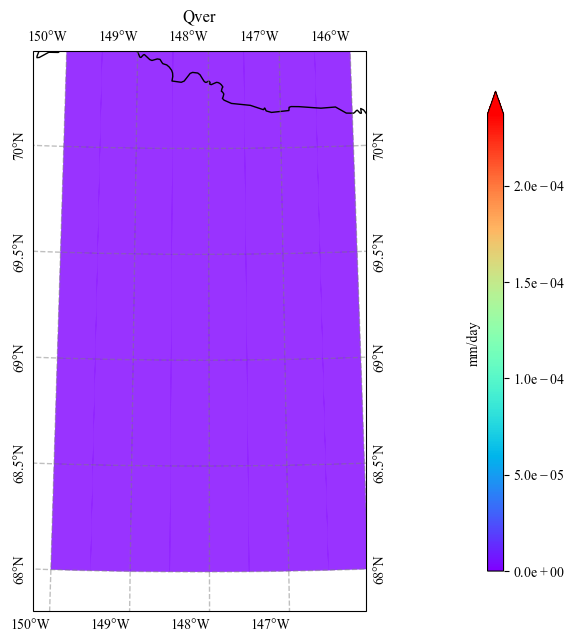 Qver
150°W 149°W 148°W 147°W 146°W
70°N 70°N
69.5°N 69.5°N
69°N 69°N
68.5°N 68.5°N
68°N 68°N
150°W 149°W 148°W 147°W
mm/day
2.0e−04
1.5e−04
1.0e−04
5.0e−05
0.0e+00